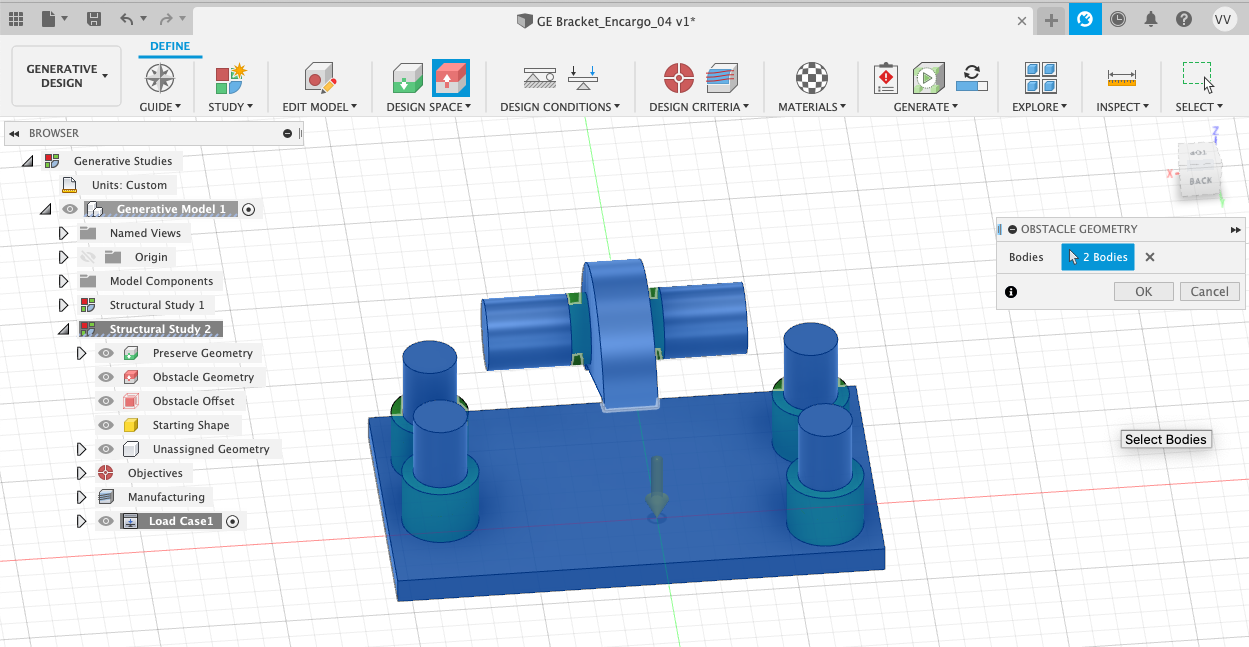 GE Bracket_Encargo_04 v1*
VV
GENERATIVE DESIGN
DEFINE
GUIDE
STUDY
EDIT MODEL
DESIGN SPACE
DESIGN CONDITIONS
DESIGN CRITERIA
MATERIALS
GENERATE
EXPLORE
INSPECT
SELECT
BROWSER
Generative Studies
Units: Custom
Generative Model 1
Named Views
Origin
Model Components
Structural Study 1
Structural Study 2
Preserve Geometry
Obstacle Geometry
Obstacle Offset
Starting Shape
Unassigned Geometry
Objectives
Manufacturing
Load Case1
Z
TOP
X
BACK
OBSTACLE GEOMETRY
Bodies 2 Bodies
OK Cancel
Select Bodies